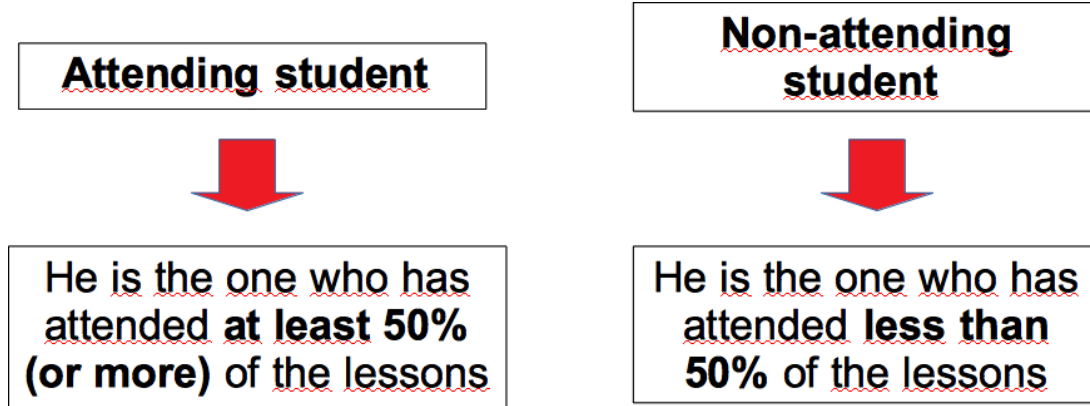 Attending student
Non-attending
student
He is the one who has
attended at least 50%
(or more) of the lessons
He is the one who has
attended less than
50% of the lessons